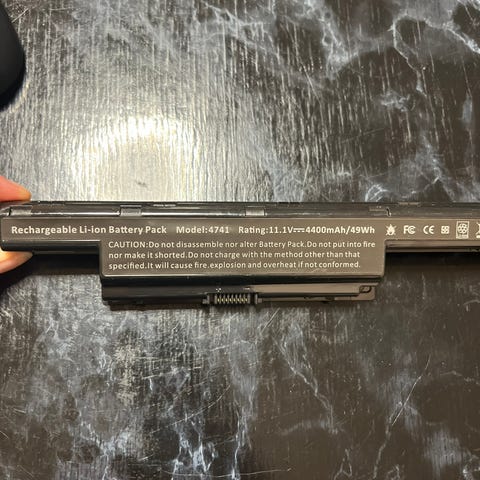 Rechargeable Li-ion Battery Pack Model:4741 Rating:11.1V⎓4400mAh/49Wh
CAUTION:Do not disassemble nor alter Battery Pack.Do not put into fire
nor make it shorted.Do not charge with the method other than that
specified.It will cause fire.explosion and overheat if not conformed.